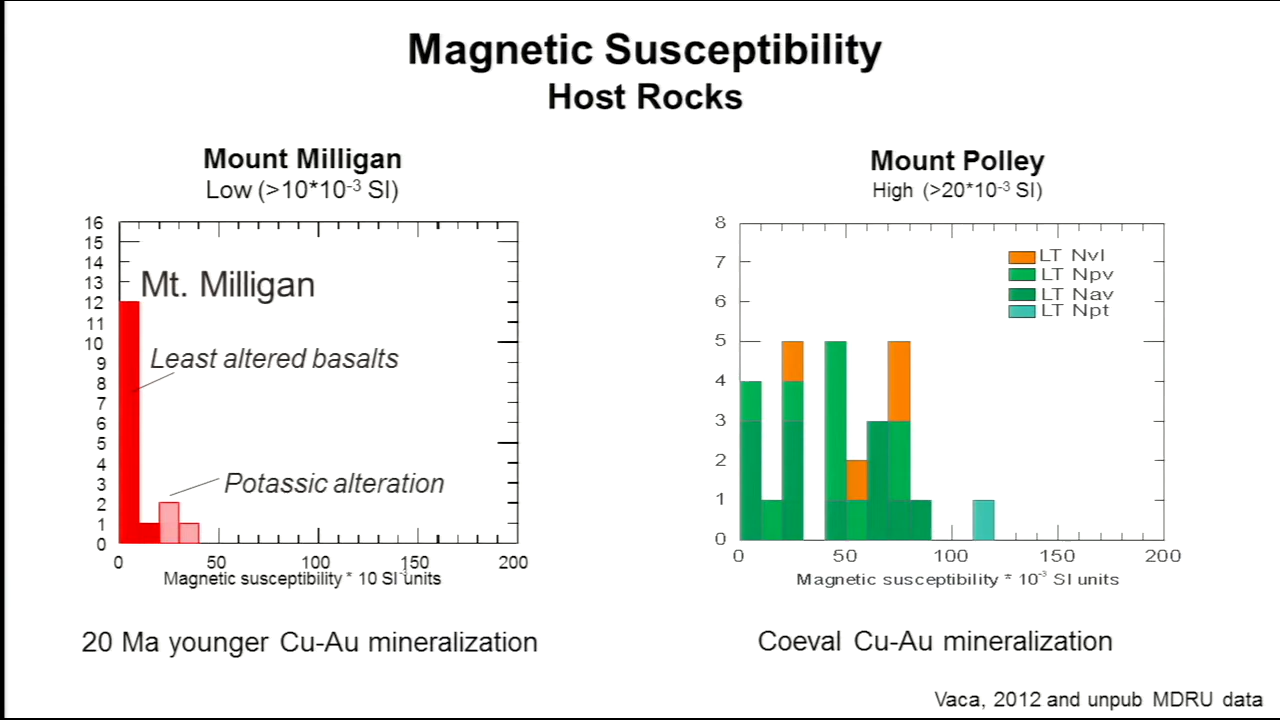 Magnetic Susceptibility
Host Rocks
Mount Milligan
Low (>10*10-3 SI)
16
15
14
13
12
11
10
9
8
7
6
5
4
3
2
1
0
Mt. Milligan
Least altered basalts
Potassic alteration
0 50 100 150 200
Magnetic susceptibility * 10 SI units
20 Ma younger Cu-Au mineralization
Mount Polley
High (>20*10-3 SI)
8
7
6
5
4
3
2
1
0
LT Nvl
LT Npv
LT Nav
LT Npt
0 50 100 150 200
Magnetic susceptibility * 10-3 SI units
Coeval Cu-Au mineralization
Vaca, 2012 and unpub MDRU data